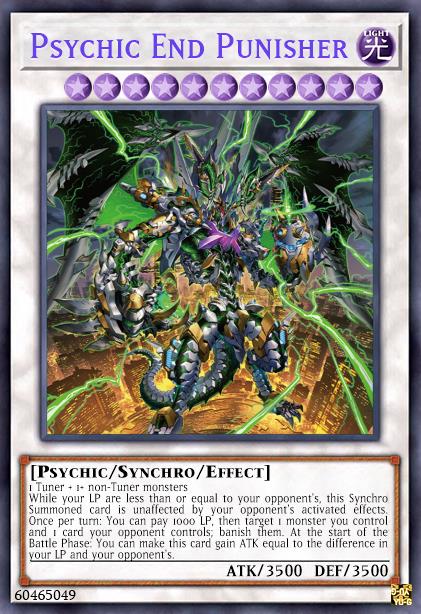 PSYCHIC END PUNISHER
LIGHT
光
[PSYCHIC/SYNCHRO/EFFECT]
1 Tuner + 1+ non-Tuner monsters
While your LP are less than or equal to your opponent's, this Synchro
Summoned card is unaffected by your opponent's activated effects.
Once per turn: You can pay 1000 LP, then target 1 monster you control
and 1 card your opponent controls; banish them. At the start of the
Battle Phase: You can make this card gain ATK equal to the difference in
your LP and your opponent's.
ATK/3500 DEF/3500
60465049